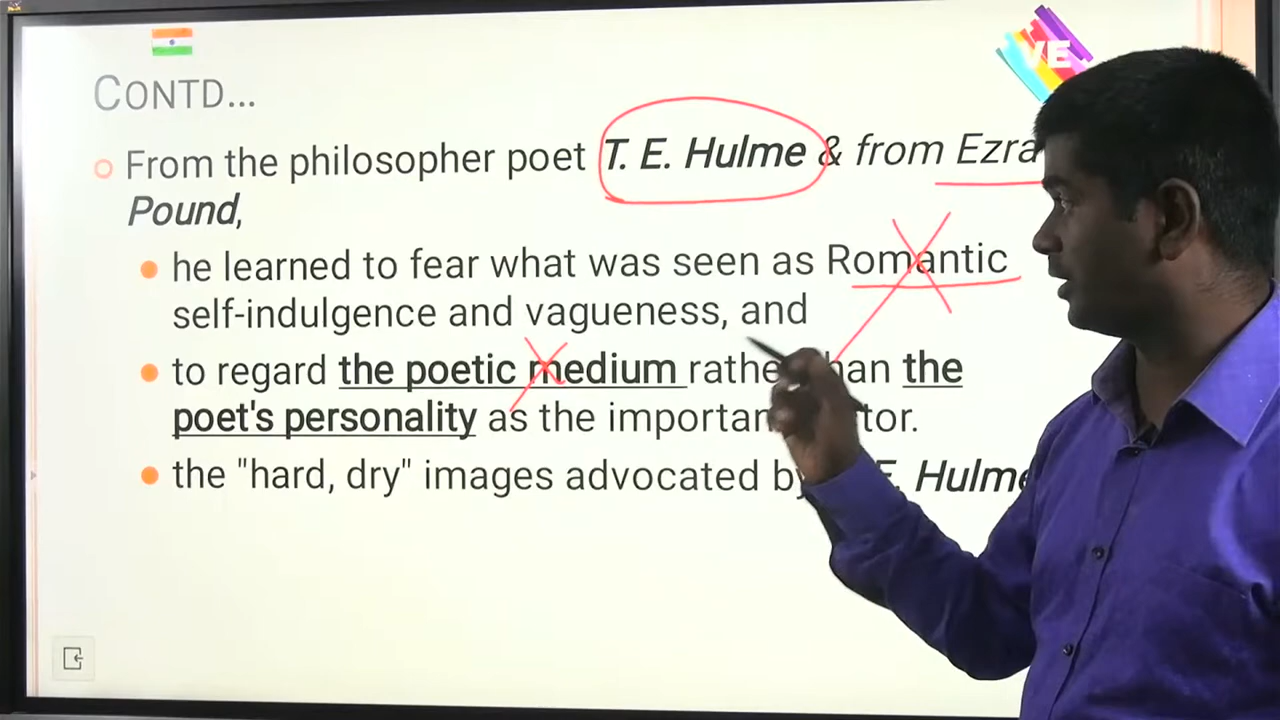 VE
CONTD...
From the philosopher poet T. E. Hulme & from Ezra
Pound,
he learned to fear what was seen as Romantic
self-indulgence and vagueness, and
to regard the poetic medium rather than the
poet's personality as the important
the "hard, dry" images advocated by E. Hulme